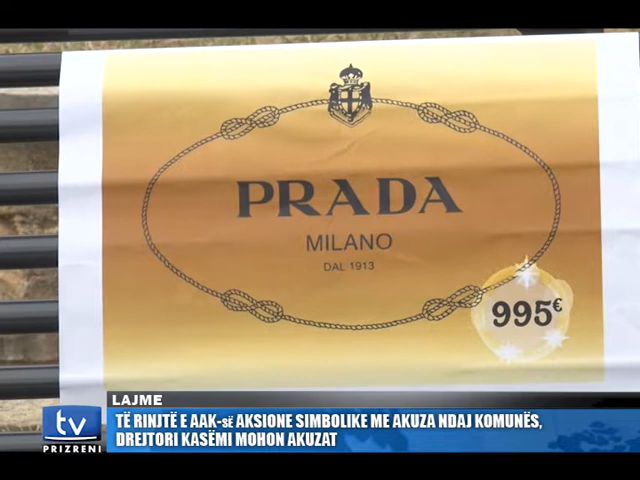 PRADA
MILANO
DAL 1913
995€
LAJME
TË RINJTË E AAK-së AKSIONE SIMBOLIKE ME AKUZA NDAJ KOMUNËS,
DREJTORI KASËMI MOHON AKUZAT
tv
PRIZRENI